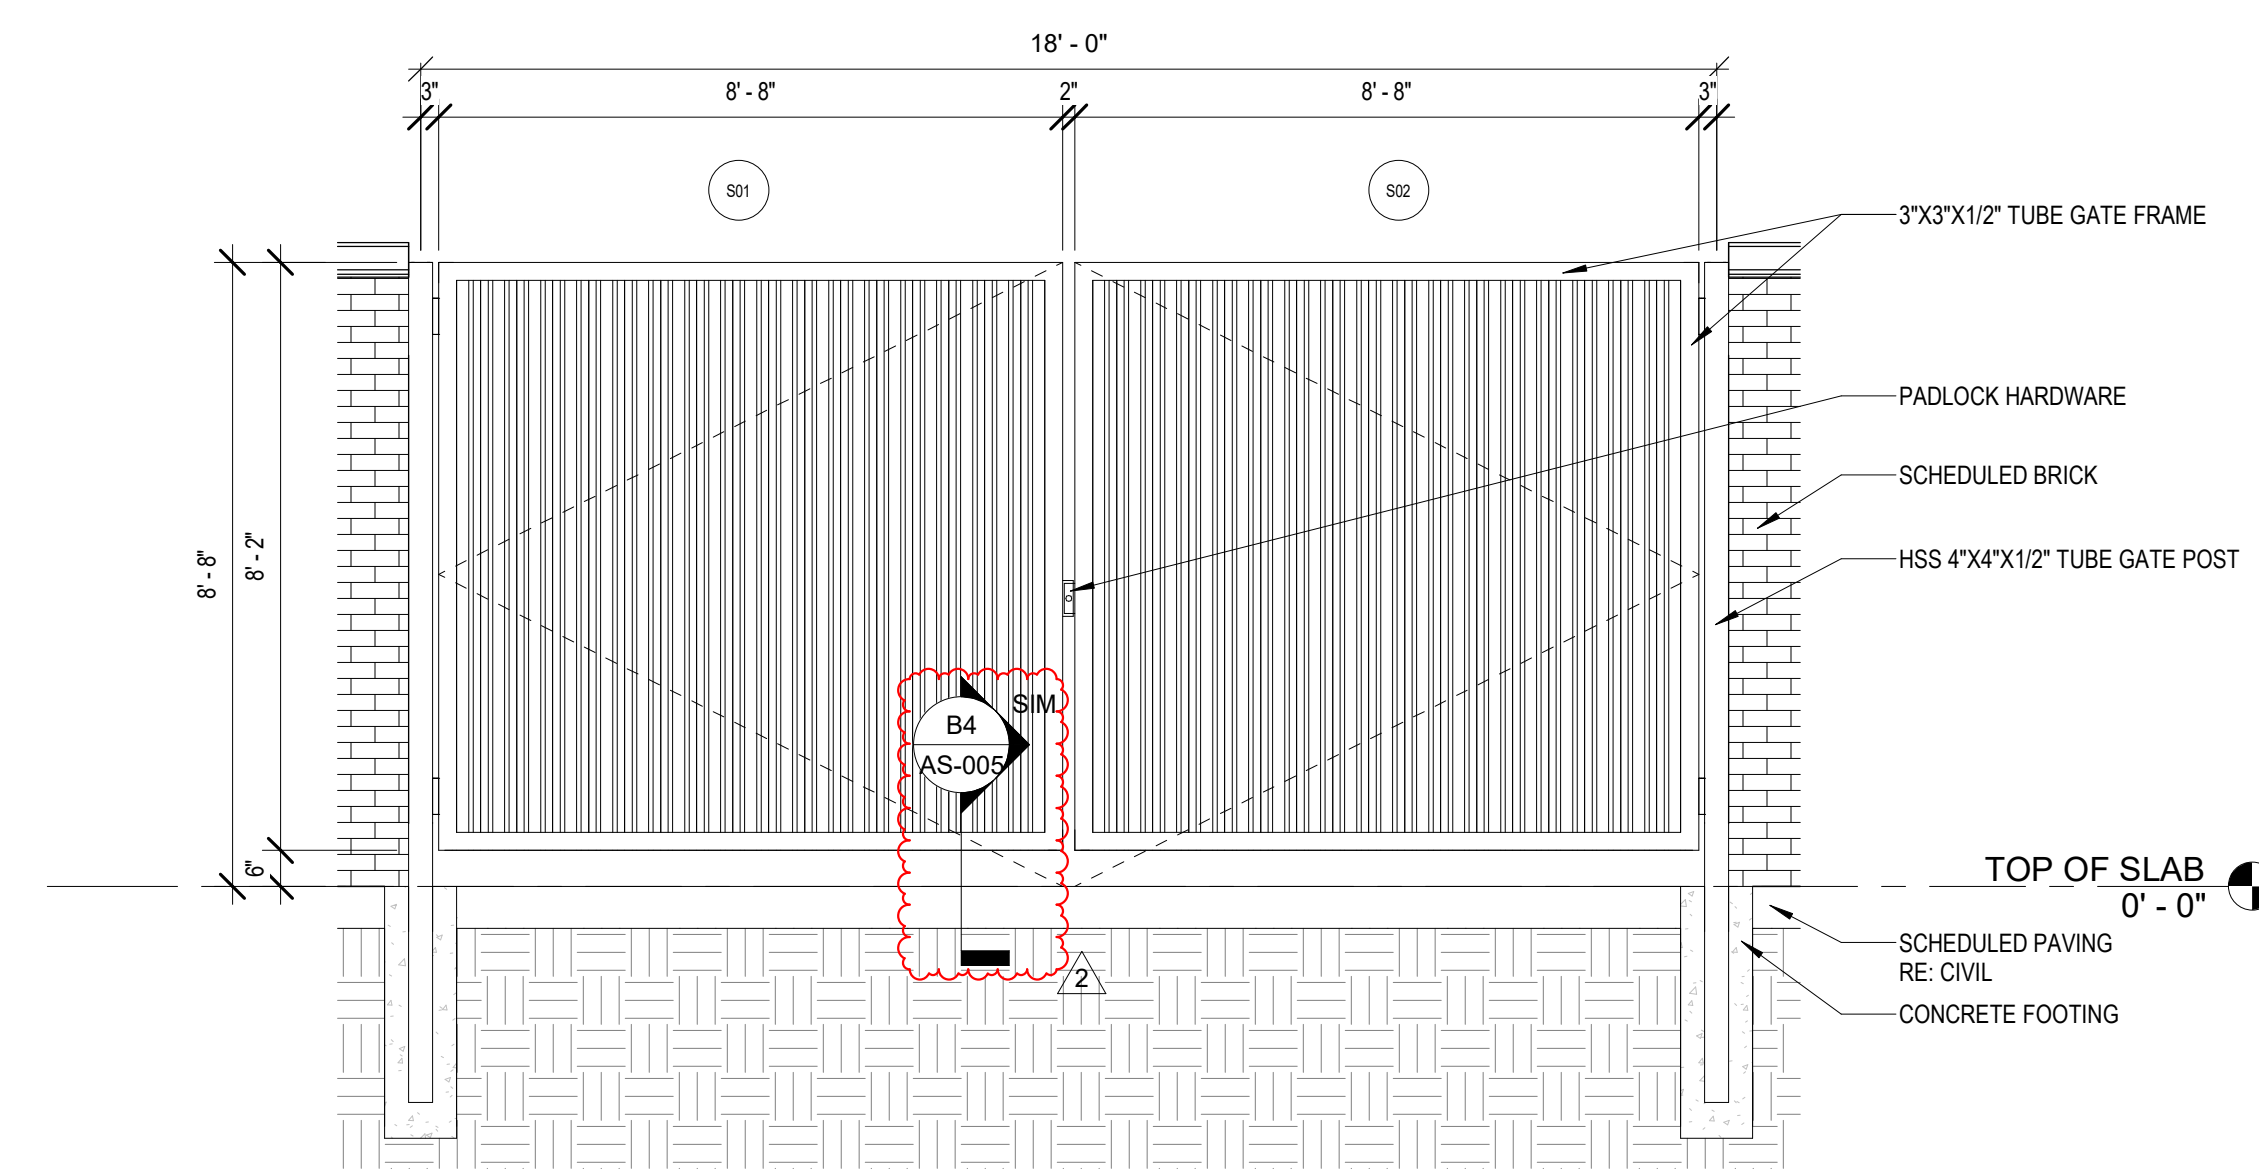 18' - 0"
3" 8' - 8" 2" 8' - 8" 3"
S01 S02
3"X3"X1/2" TUBE GATE FRAME
PADLOCK HARDWARE
SCHEDULED BRICK
8' - 8" 8' - 2" HSS 4"X4"X1/2" TUBE GATE POST
SIM
B4
AS-005
6"
TOP OF SLAB
0' - 0"
SCHEDULED PAVING
RE: CIVIL
2
CONCRETE FOOTING